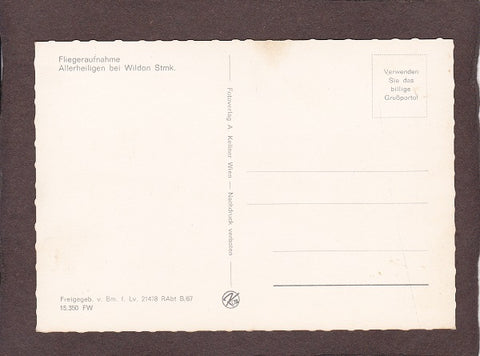 Fliegeraufnahme
Allerheiligen bei Wildon Stmk.
Verwenden
Sie das
billige
Großporto!
Fotoverlag A. Kellner Wien — Nachdruck verboten
Freigegeb. v. Bm. f. Lv. 21418 RAbt B/67
15.350 FW